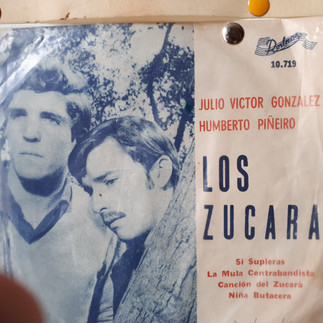 10.719
JULIO VICTOR GONZALEZ
HUMBERTO PIÑEIRO
LOS
ZUCARA
Si Supieras
La Mula Contrabandista
Canción del Zucará
Niña Butacera